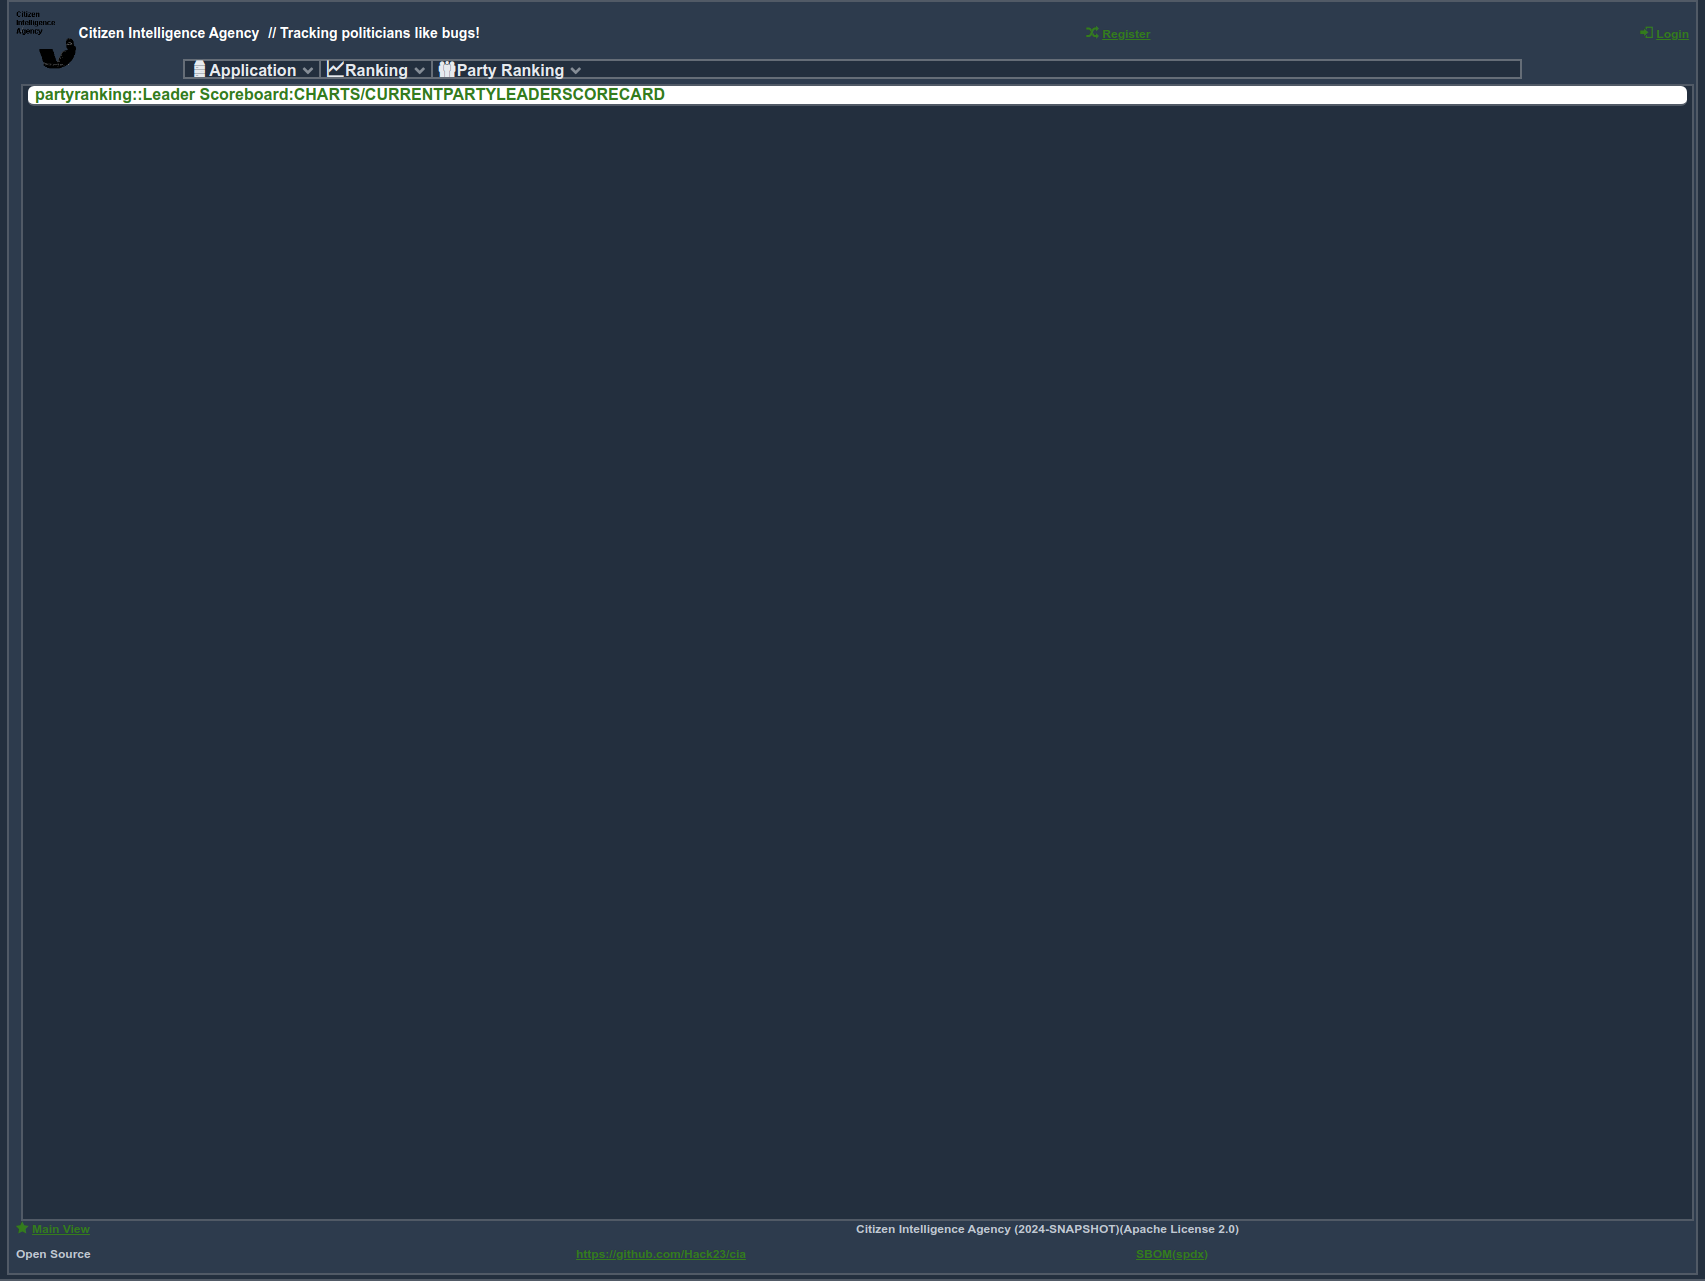 Citizen
Intelligence
Agency
Citizen Intelligence Agency // Tracking politicians like bugs!
Register
Login
Application
Ranking
Party Ranking
partyranking::Leader Scoreboard:CHARTS/CURRENTPARTYLEADERSCORECARD
Main View
Citizen Intelligence Agency (2024-SNAPSHOT)(Apache License 2.0)
Open Source
https://github.com/Hack23/cia
SBOM(spdx)